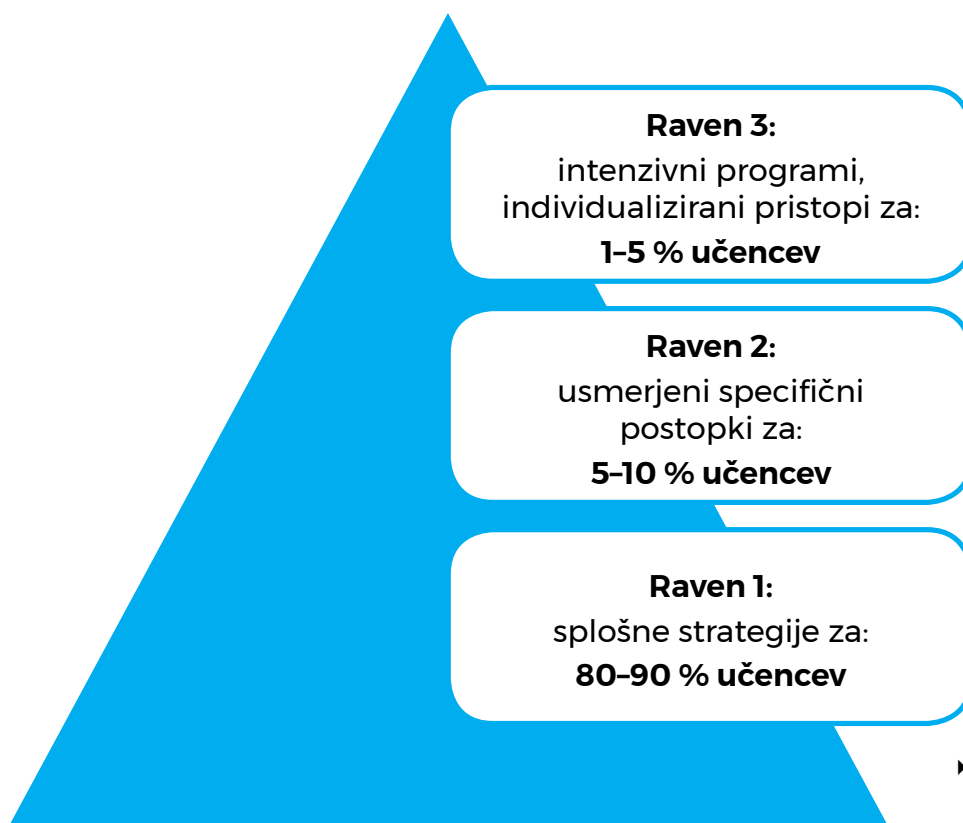 Raven 3:
intenzivni programi,
individualizirani pristopi za:
1–5 % učencev
Raven 2:
usmerjeni specifični
postopki za:
5–10 % učencev
Raven 1:
splošne strategije za:
80–90 % učencev